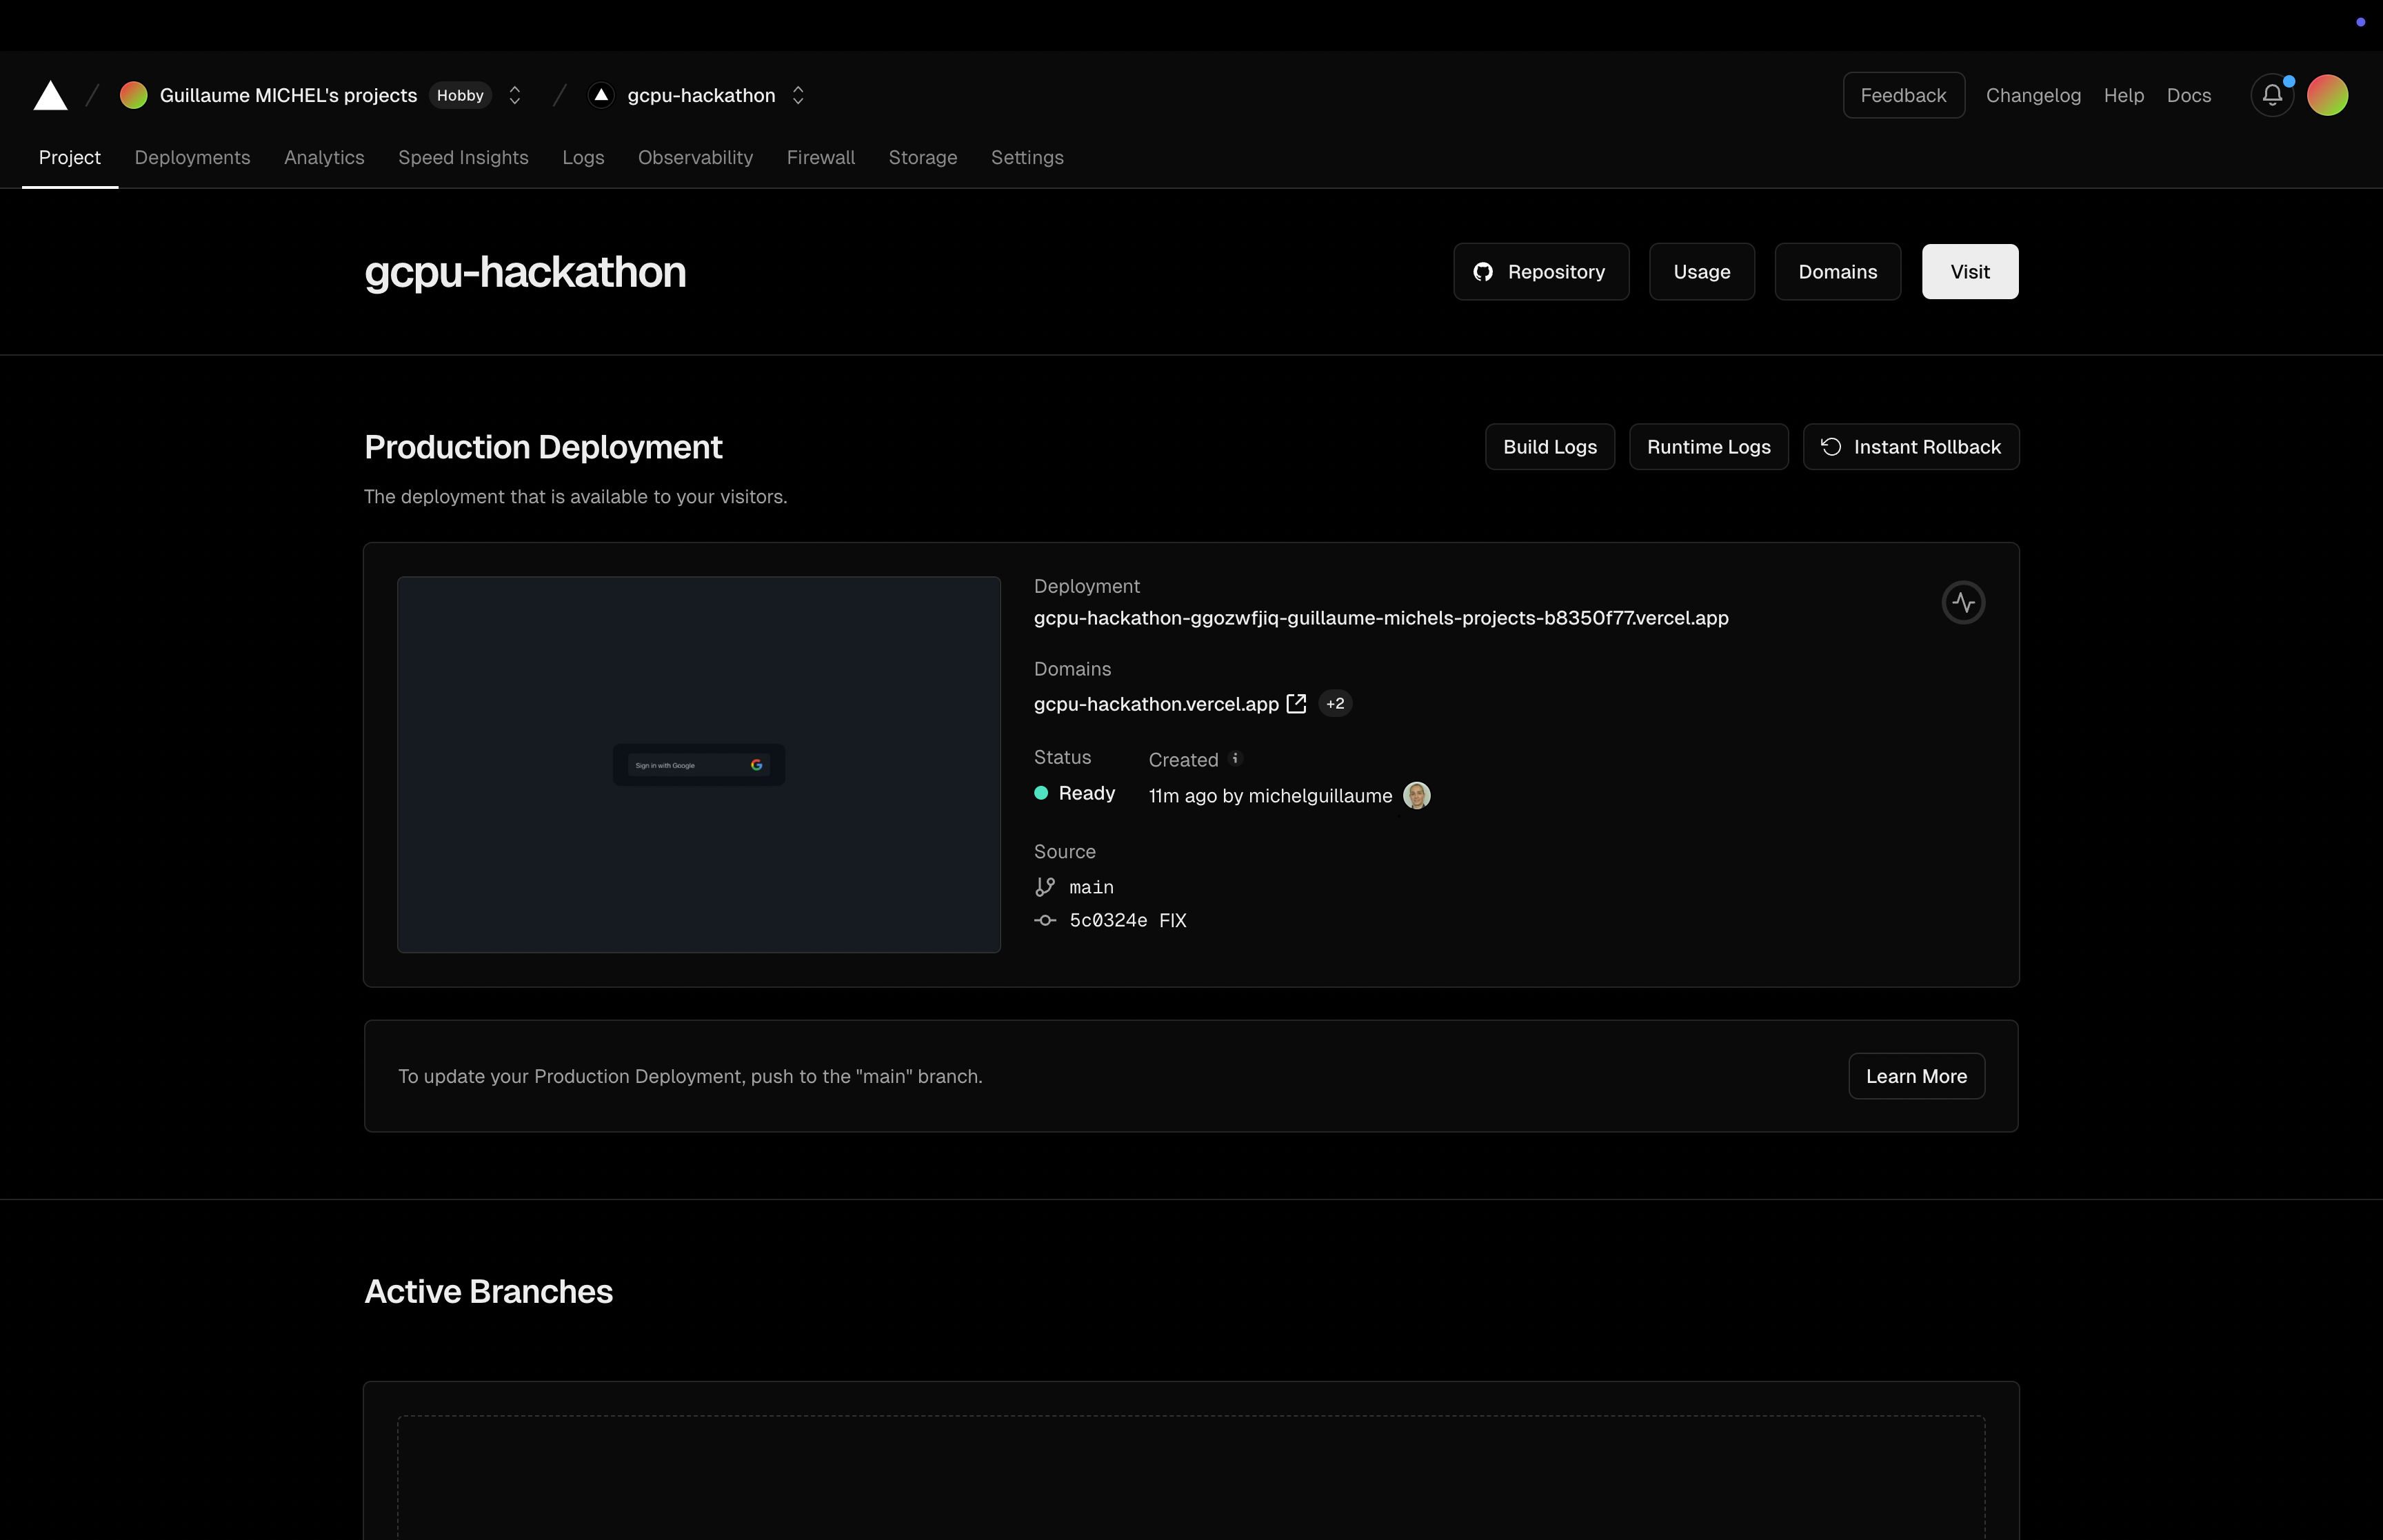 Guillaume MICHEL's projects Hobby gcpu-hackathon Feedback Changelog Help Docs
Project Deployments Analytics Speed Insights Logs Observability Firewall Storage Settings
gcpu-hackathon Repository Usage Domains Visit
Production Deployment Build Logs Runtime Logs Instant Rollback
The deployment that is available to your visitors.
Deployment
gcpu-hackathon-ggozwfjiq-guillaume-michels-projects-b8350f77.vercel.app
Domains
gcpu-hackathon.vercel.app +2
Status Created
Sign in with Google
Ready 11m ago by michelguillaume
Source
main
5c0324e FIX
To update your Production Deployment, push to the "main" branch. Learn More
Active Branches